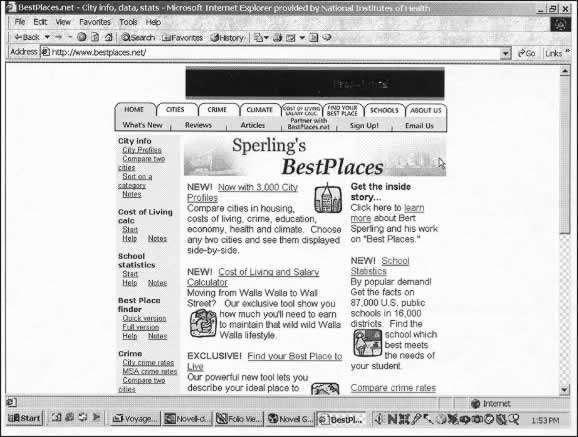 BestPlaces.net - City info, data, stats - Microsoft Internet Explorer provided by National Institutes of Health
File Edit View Favorites Tools Help
Back Search Favorites History
Address http://www.bestplaces.net/ Go Links »
HOME CITIES CRIME CLIMATE COST OF LIVING SALARY CALC. FIND YOUR BEST PLACE SCHOOLS ABOUT US
What's New Reviews Articles Partner with BestPlaces.net Sign Up! Email Us
Sperling's
BestPlaces
City info
City Profiles
Compare two
cities
Sort on a
category
Notes
Cost of Living
calc
Start
Help Notes
School
statistics
Start
Help Notes
Best Place
finder
Quick version
Full version
Help Notes
Crime
City crime rates
MSA crime rates
Compare two
cities
NEW! Now with 3,000 City
Profiles
Compare cities in housing,
costs of living, crime, education,
economy, health and climate. Choose
any two cities and see them displayed
side-by-side.
NEW! Cost of Living and Salary
Calculator
Moving from Walla Walla to Wall
Street? Our exclusive tool show you
how much you'll need to earn
to maintain that wild wild Walla
Walla lifestyle.
EXCLUSIVE! Find your Best Place to
Live
Our powerful new tool lets you
describe your ideal place to
Get the inside
story...
Click here to learn
more about Bert
Sperling and his work
on "Best Places."
NEW! School
Statistics
By popular demand!
Get the facts on
87,000 U.S. public
schools in 16,000
districts. Find the
school which
best meets
the needs of
your student.
Compare crime rates
Internet
Start Voyage... Novell-d... Folio Vie... Novell G... BestPl... 1:53 PM